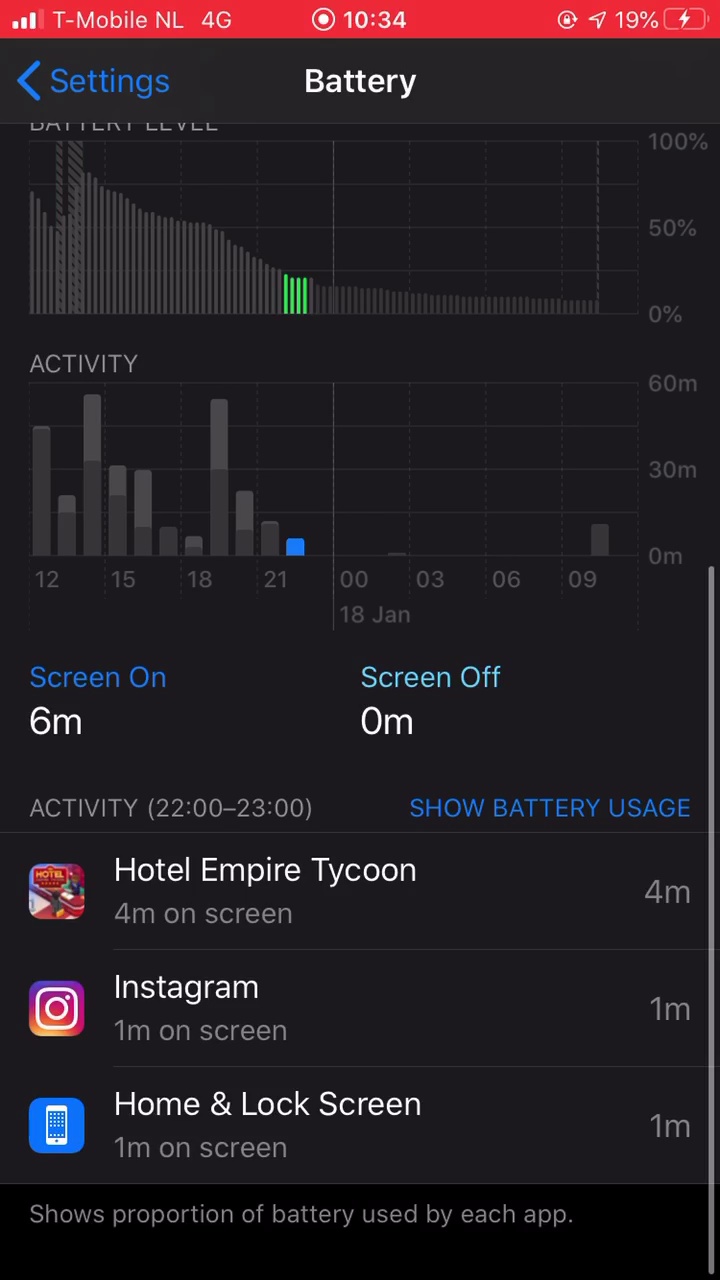 T-Mobile NL 4G 10:34 19%
Settings Battery
BATTERY LEVEL
100%
50%
0%
ACTIVITY
60m
30m
0m
12 15 18 21 00 03 06 09
18 Jan
Screen On Screen Off
6m 0m
ACTIVITY (22:00–23:00) SHOW BATTERY USAGE
Hotel Empire Tycoon
4m on screen 4m
Instagram
1m on screen 1m
Home & Lock Screen
1m on screen 1m
Shows proportion of battery used by each app.